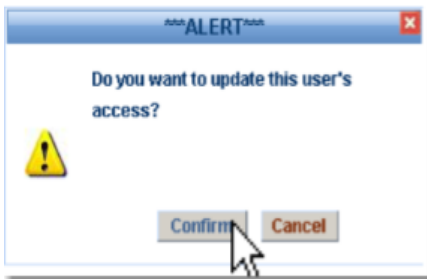 ***ALERT***
Do you want to update this user's
access?
Confirm Cancel